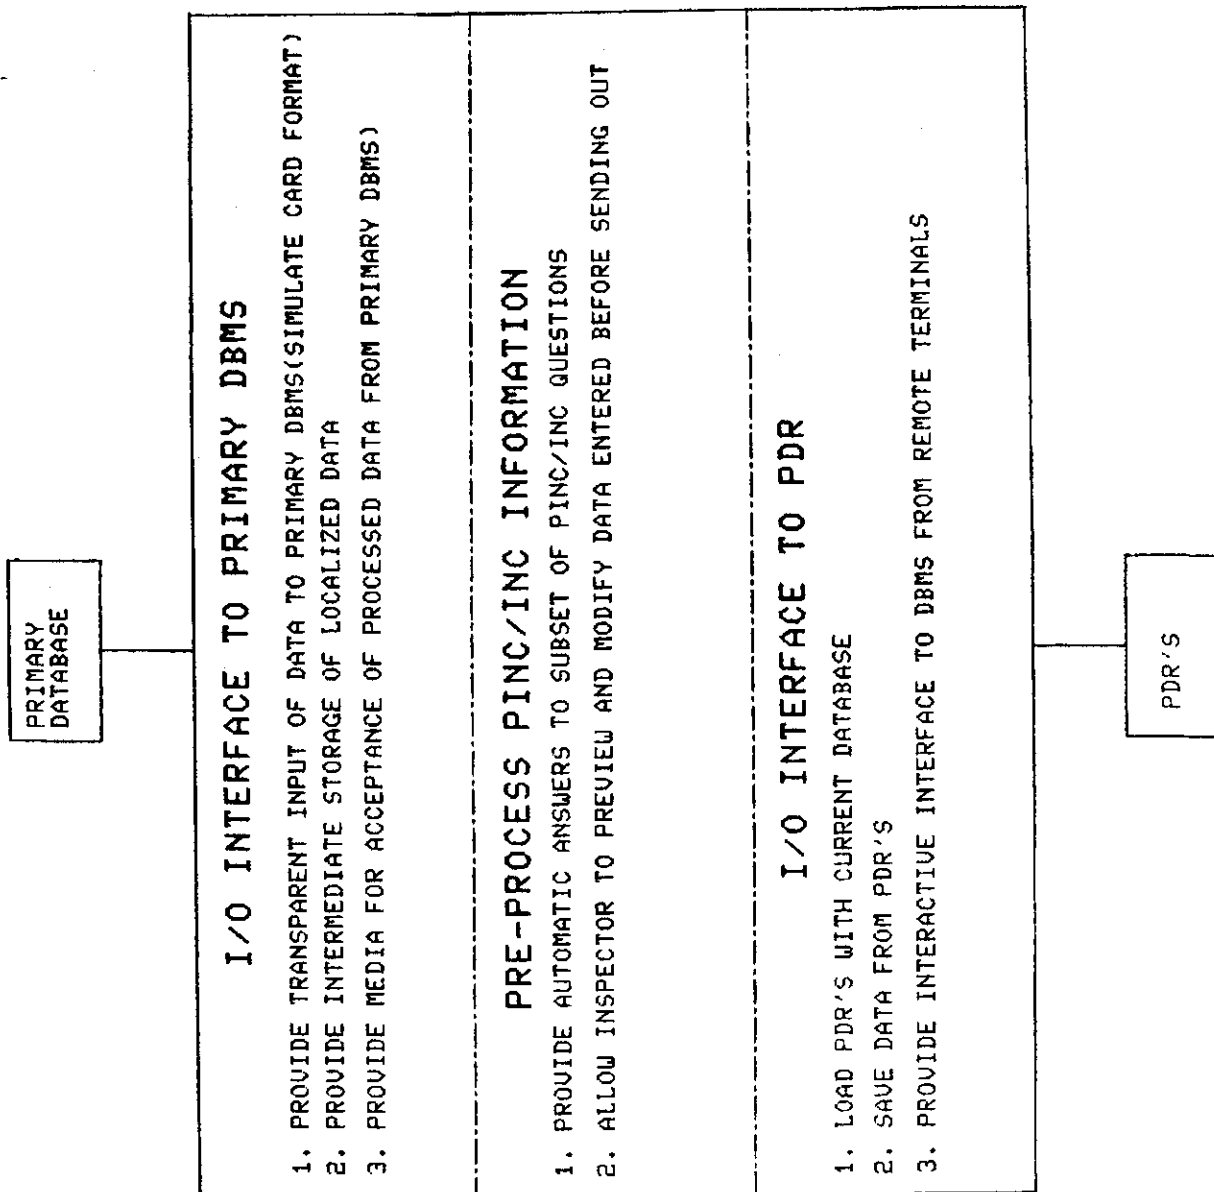 PRIMARY
DATABASE
I/O INTERFACE TO PRIMARY DBMS
1. PROVIDE TRANSPARENT INPUT OF DATA TO PRIMARY DBMS(SIMULATE CARD FORMAT)
2. PROVIDE INTERMEDIATE STORAGE OF LOCALIZED DATA
3. PROVIDE MEDIA FOR ACCEPTANCE OF PROCESSED DATA FROM PRIMARY DBMS)
PRE-PROCESS PINC/INC INFORMATION
1. PROVIDE AUTOMATIC ANSWERS TO SUBSET OF PINC/INC QUESTIONS
2. ALLOW INSPECTOR TO PREVIEW AND MODIFY DATA ENTERED BEFORE SENDING OUT
I/O INTERFACE TO PDR
1. LOAD PDR'S WITH CURRENT DATABASE
2. SAVE DATA FROM PDR'S
3. PROVIDE INTERACTIVE INTERFACE TO DBMS FROM REMOTE TERMINALS
PDR'S